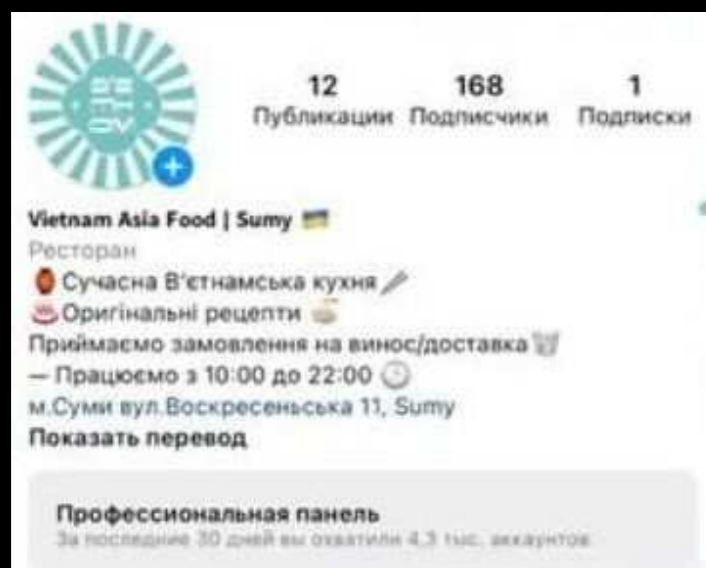 12 168 1
Публикации Подписчики Подписки
Vietnam Asia Food | Sumy
Ресторан
Сучасна В'єтнамська кухня
Оригінальні рецепти
Приймаємо замовлення на винос/доставка
— Працюємо з 10:00 до 22:00
м.Суми вул.Воскресеньська 11, Sumy
Показать перевод
Профессиональная панель
За последние 30 дней вы охватили 4,3 тыс. аккаунтов